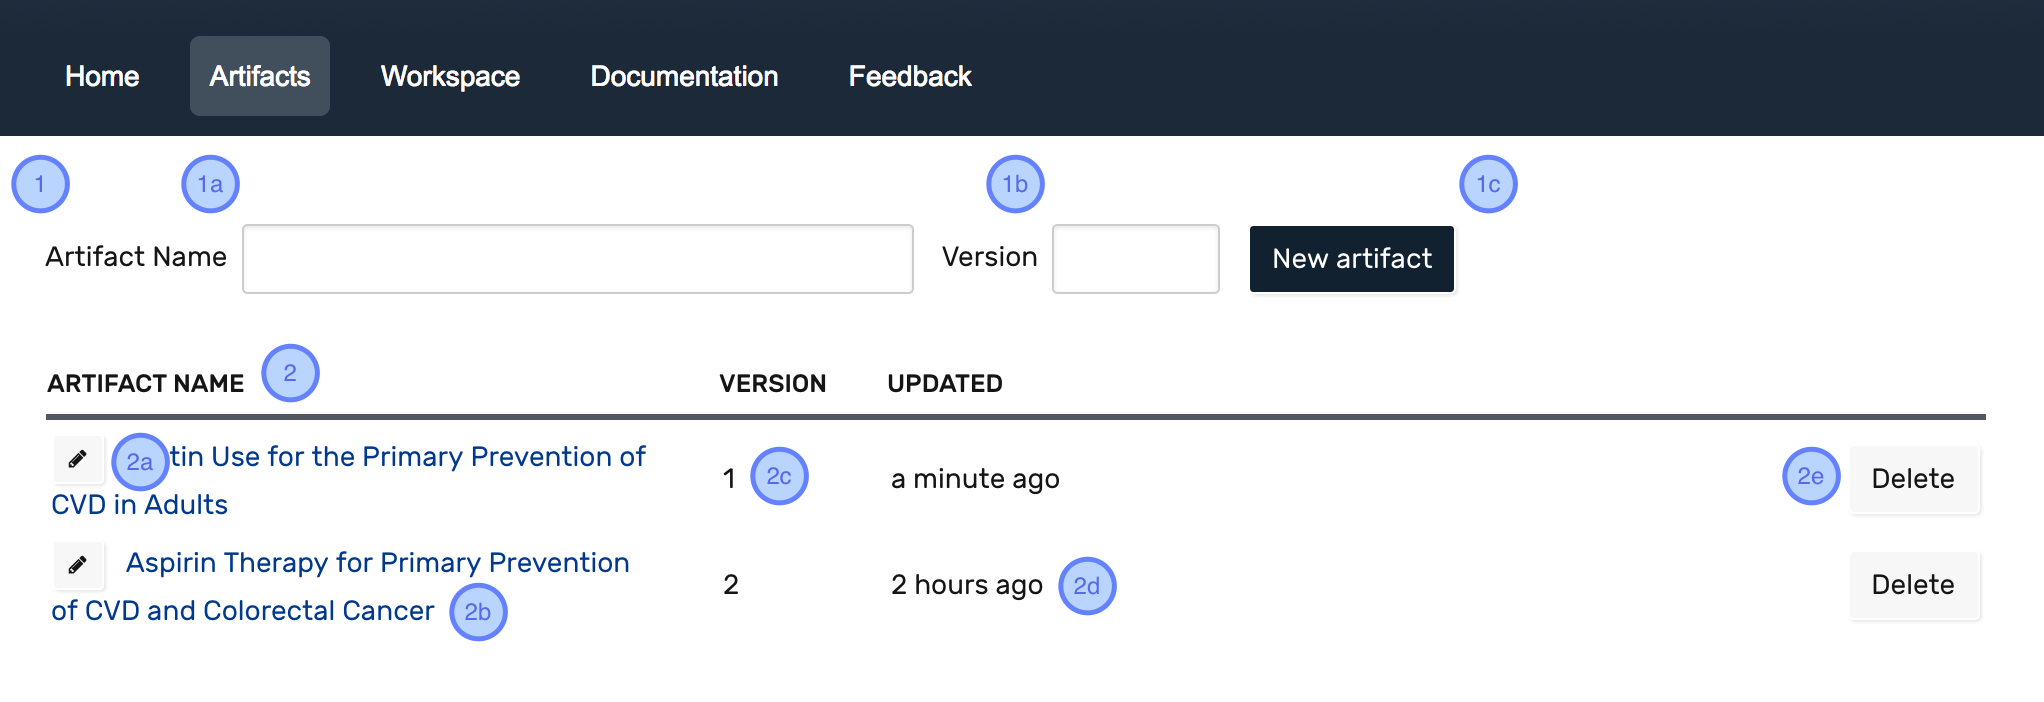 Home Artifacts Workspace Documentation Feedback
1 1a 1b 1c
Artifact Name Version New artifact
ARTIFACT NAME 2 VERSION UPDATED
2a tin Use for the Primary Prevention of
CVD in Adults
1 2c a minute ago 2e Delete
Aspirin Therapy for Primary Prevention
of CVD and Colorectal Cancer 2b
2 2 hours ago 2d Delete